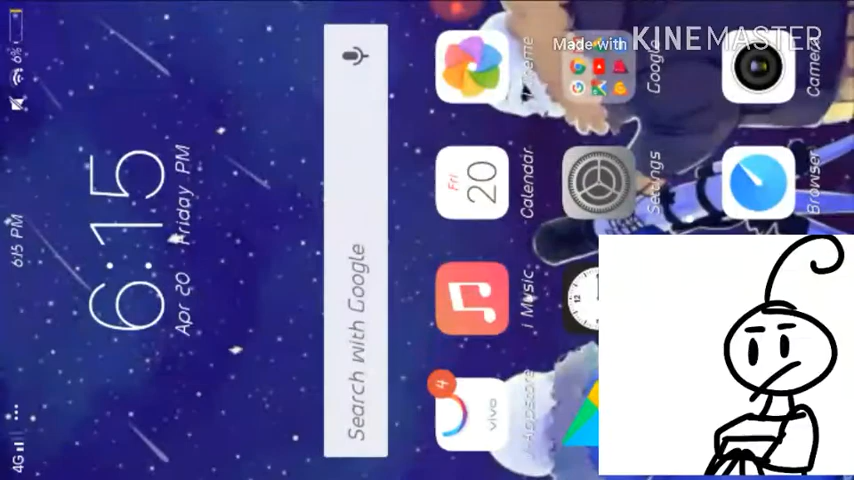 4G
6:15 PM
6%
6:15
Apr 20 Friday PM
Search with Google
i Theme
Google
Camera
Fri
20
Calendar
Settings
Browser
i Music
4
vivo
Appstore
Made with KINEMASTER